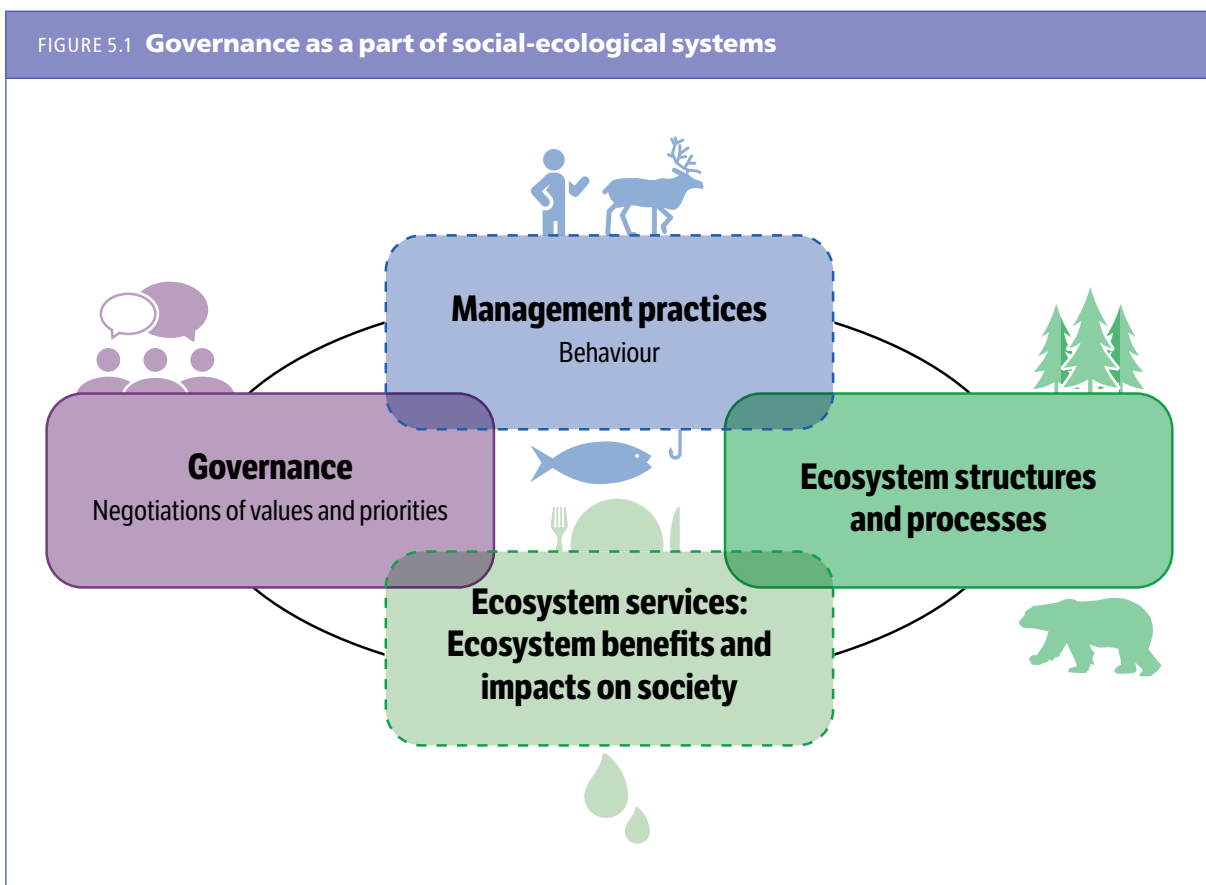 FIGURE 5.1 Governance as a part of social-ecological systems
Management practices
Behaviour
Governance
Negotiations of values and priorities
Ecosystem structures
and processes
Ecosystem services:
Ecosystem benefits and
impacts on society